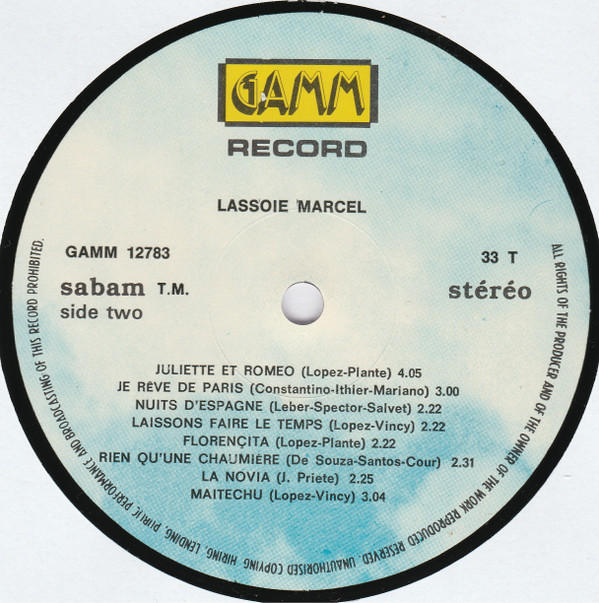 GAMM
RECORD
LASSOIE MARCEL
GAMM 12783
33 T
sabam T.M.
stéréo
side two
JULIETTE ET ROMEO (Lopez-Plante) 4.05
JE RÊVE DE PARIS (Constantino-Ithier-Mariano) 3.00
NUITS D'ESPAGNE (Leber-Spector-Salvet) 2.22
LAISSONS FAIRE LE TEMPS (Lopez-Vincy) 2.22
FLORENÇITA (Lopez-Plante) 2.22
RIEN QU'UNE CHAUMIÈRE (De Souza-Santos-Cour) 2.31
LA NOVIA (J. Priete) 2.25
MAITECHU (Lopez-Vincy) 3.04
ALL RIGHTS OF THE PRODUCER AND OF THE OWNER OF THE WORK REPRODUCED RESERVED. UNAUTHORISED COPYING, HIRING, LENDING, PUBLIC PERFORMANCE AND BROADCASTING OF THIS RECORD PROHIBITED.